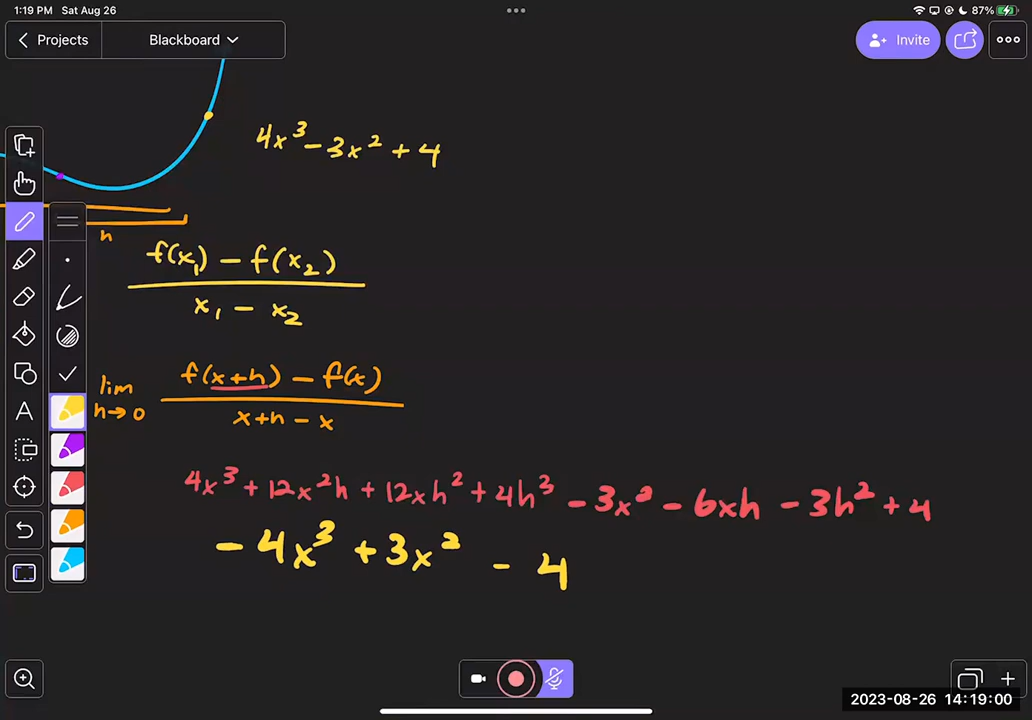 1:19 PM Sat Aug 26
87%
Projects
Blackboard
Invite
4x³ - 3x² + 4
h
f(x₁) - f(x₂)
x₁ - x₂
lim
h→0
f(x+h) - f(x)
x+h - x
4x³ + 12x²h + 12xh² + 4h³ - 3x² - 6xh - 3h² + 4
- 4x³ + 3x² - 4
A
2023-08-26 14:19:00